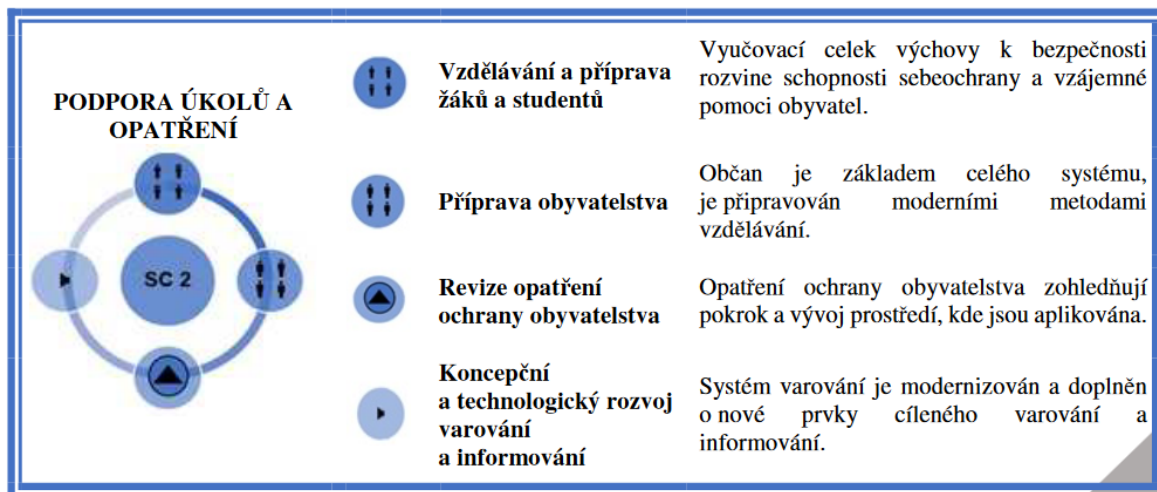 PODPORA ÚKOLŮ A
OPATŘENÍ
SC 2
Vzdělávání a příprava
žáků a studentů
Vyučovací celek výchovy k bezpečnosti
rozvine schopnosti sebeochrany a vzájemné
pomoci obyvatel.
Příprava obyvatelstva
Občan je základem celého systému,
je připravován moderními metodami
vzdělávání.
Revize opatření
ochrany obyvatelstva
Opatření ochrany obyvatelstva zohledňují
pokrok a vývoj prostředí, kde jsou aplikována.
Koncepční
a technologický rozvoj
varování
a informování
Systém varování je modernizován a doplněn
o nové prvky cíleného varování a
informování.